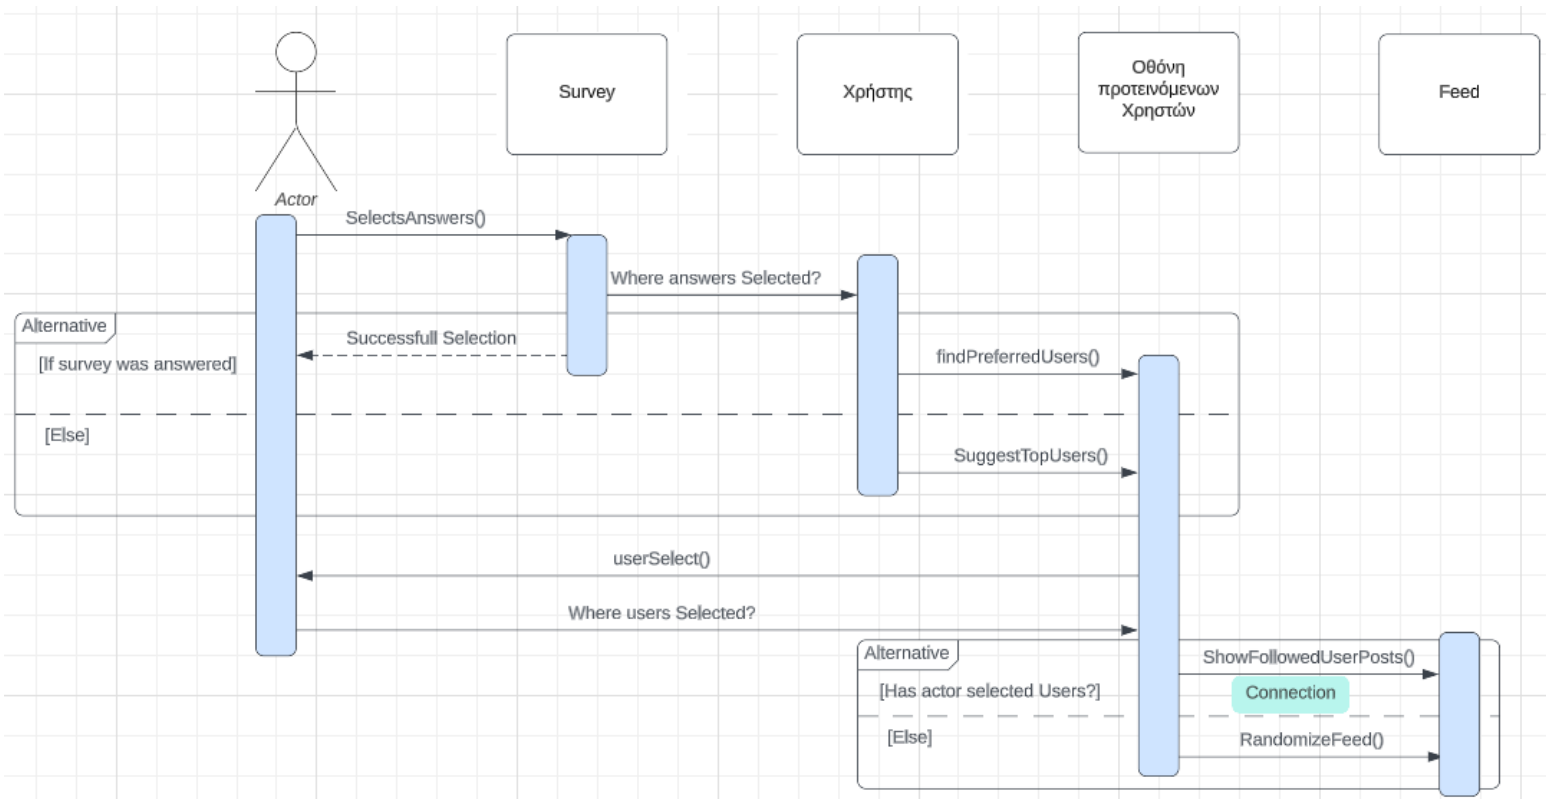 Survey
Χρήστης
Οθόνη
προτεινόμενων
Χρηστών
Feed
Actor
SelectsAnswers()
Where answers Selected?
Alternative
Successfull Selection
[If survey was answered]
findPreferredUsers()
[Else]
SuggestTopUsers()
userSelect()
Where users Selected?
Alternative
ShowFollowedUserPosts()
[Has actor selected Users?]
Connection
[Else]
RandomizeFeed()